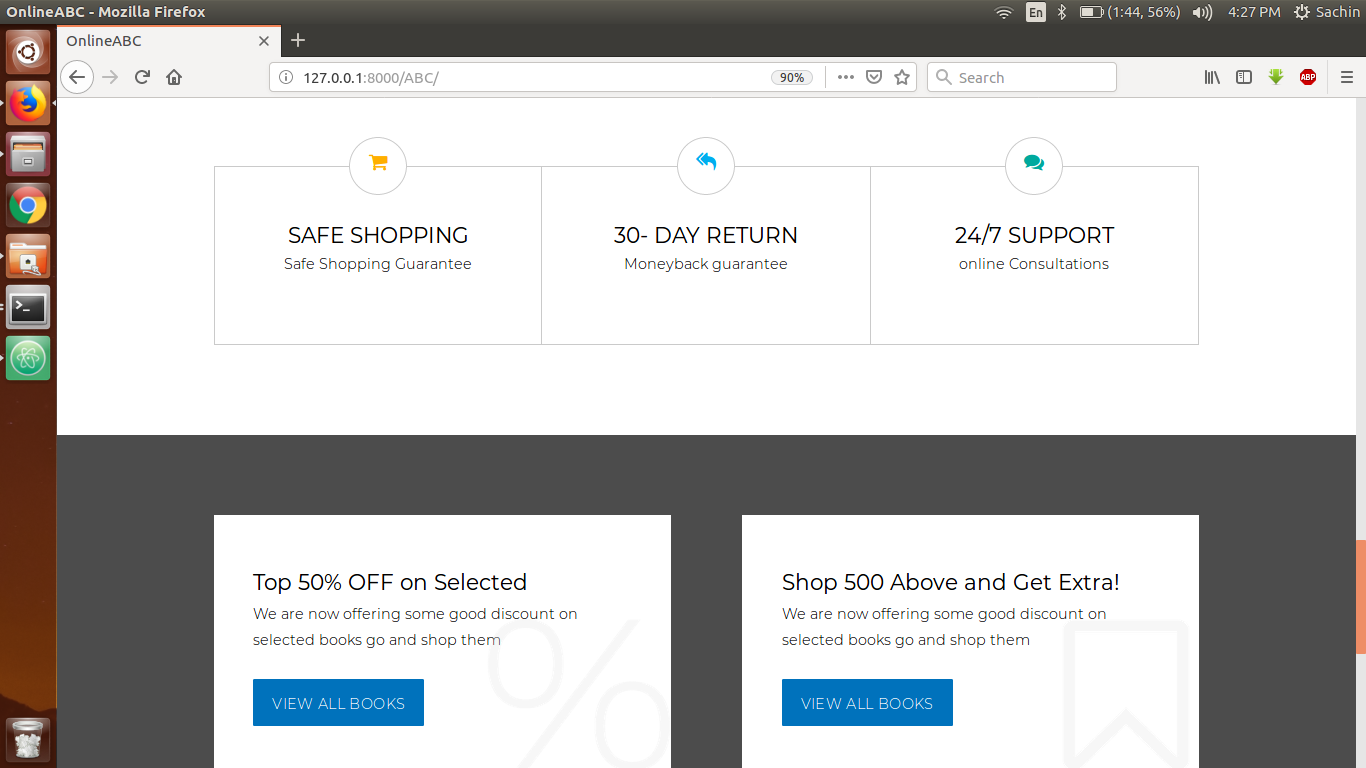 OnlineABC - Mozilla Firefox
En
(1:44, 56%)
4:27 PM
Sachin
OnlineABC
127.0.0.1:8000/ABC/
90%
Search
ABP
SAFE SHOPPING
Safe Shopping Guarantee
30- DAY RETURN
Moneyback guarantee
24/7 SUPPORT
online Consultations
Top 50% OFF on Selected
We are now offering some good discount on
selected books go and shop them
VIEW ALL BOOKS
Shop 500 Above and Get Extra!
We are now offering some good discount on
selected books go and shop them
VIEW ALL BOOKS